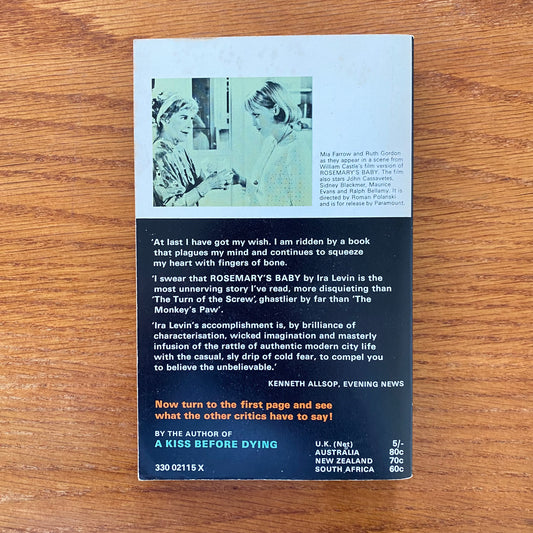 Mia Farrow and Ruth Gordon
as they appear in a scene from
William Castle's film version of
ROSEMARY'S BABY. The film
also stars John Cassavetes,
Sidney Blackmer, Maurice
Evans and Ralph Bellamy. It is
directed by Roman Polanski
and is for release by Paramount.
'At last I have got my wish. I am ridden by a book
that plagues my mind and continues to squeeze
my heart with fingers of bone.
'I swear that ROSEMARY'S BABY by Ira Levin is the
most unnerving story I've read, more disquieting than
'The Turn of the Screw', ghastlier by far than 'The
Monkey's Paw'.
'Ira Levin's accomplishment is, by brilliance of
characterisation, wicked imagination and masterly
infusion of the rattle of authentic modern city life
with the casual, sly drip of cold fear, to compel you
to believe the unbelievable.'
KENNETH ALLSOP, EVENING NEWS
Now turn to the first page and see
what the other critics have to say!
BY THE AUTHOR OF
A KISS BEFORE DYING
330 02115 X
U.K. (Net) 5/-
AUSTRALIA 80c
NEW ZEALAND 70c
SOUTH AFRICA 60c